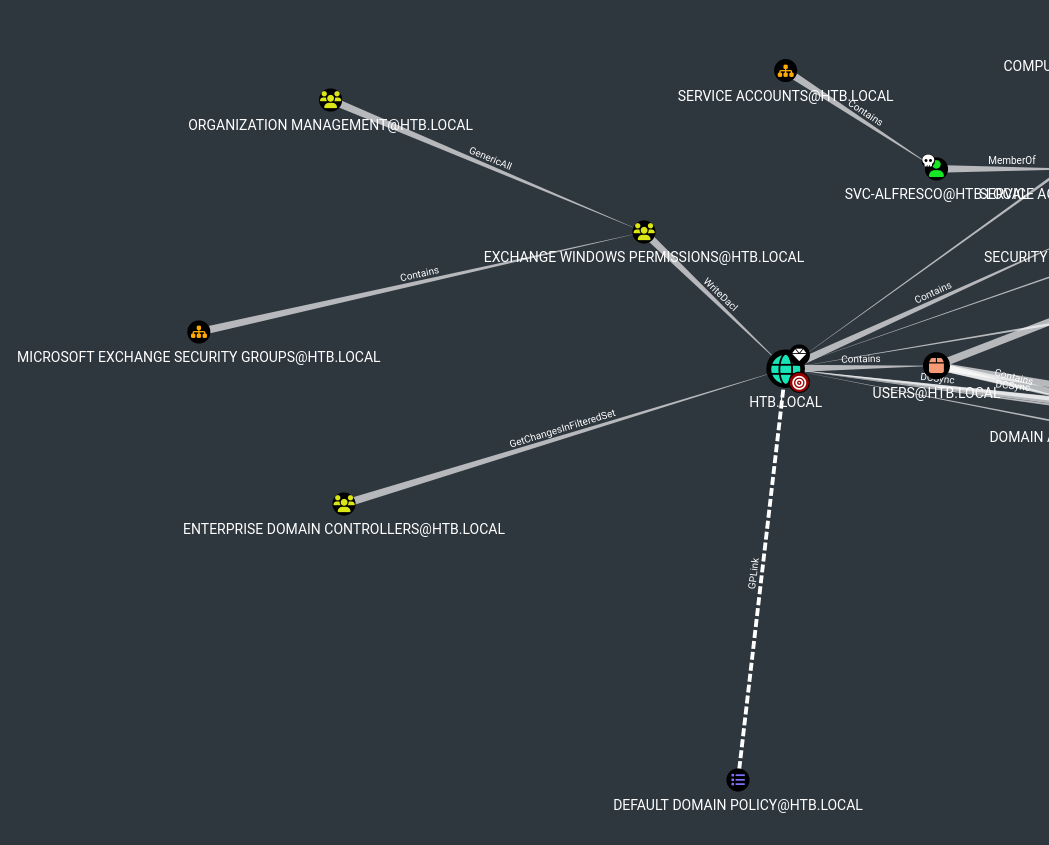 COMPU
SERVICE ACCOUNTS@HTB.LOCAL
Contains
ORGANIZATION MANAGEMENT@HTB.LOCAL
GenericAll
MemberOf
SVC-ALFRESCO@HTB.LOCAL
SERVICE AC
EXCHANGE WINDOWS PERMISSIONS@HTB.LOCAL
SECURITY
Contains
WriteDacl
Contains
MICROSOFT EXCHANGE SECURITY GROUPS@HTB.LOCAL
Contains
DCSync
Contains
DCSync
USERS@HTB.LOCAL
HTB.LOCAL
GetChangesInFilteredSet
DOMAIN A
ENTERPRISE DOMAIN CONTROLLERS@HTB.LOCAL
GPLink
DEFAULT DOMAIN POLICY@HTB.LOCAL